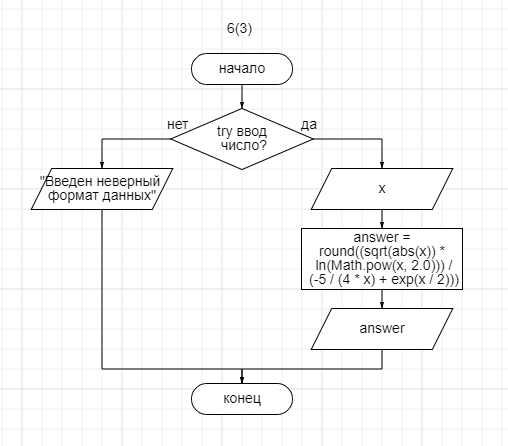 6(3)
начало
нет
да
try ввод
число?
"Введен неверный
формат данных"
x
answer =
round((sqrt(abs(x)) *
ln(Math.pow(x, 2.0))) /
(-5 / (4 * x) + exp(x / 2)))
answer
конец